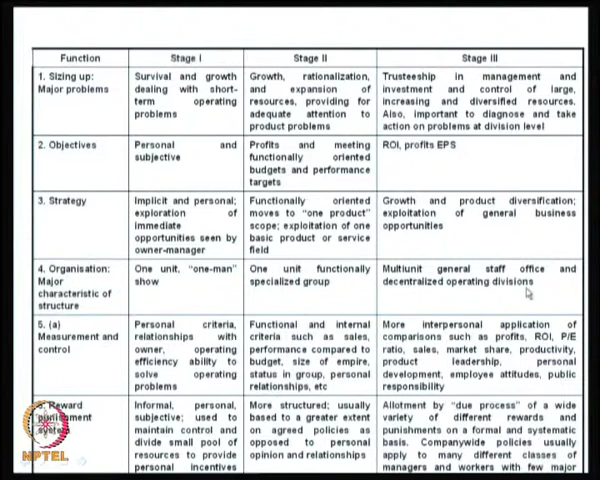 Function Stage I Stage II Stage III
1. Sizing up:
Major problems
Survival and growth
dealing with short-
term operating
problems
Growth, rationalization,
and expansion of
resources, providing for
adequate attention to
product problems
Trusteeship in management and
investment and control of large,
increasing and diversified resources.
Also, important to diagnose and take
action on problems at division level
2. Objectives
Personal and
subjective
Profits and meeting
functionally oriented
budgets and performance
targets
ROI, profits EPS
3. Strategy
Implicit and personal;
exploration of
immediate
opportunities seen by
owner-manager
Functionally oriented
moves to "one product"
scope; exploitation of one
basic product or service
field
Growth and product diversification;
exploitation of general business
opportunities
4. Organisation:
Major
characteristic of
structure
One unit, "one-man"
show
One unit functionally
specialized group
Multiunit general staff office and
decentralized operating divisions
5. (a)
Measurement and
control
Personal criteria,
relationships with
owner, operating
efficiency ability to
solve operating
problems
Functional and internal
criteria such as sales,
performance compared to
budget, size of empire,
status in group, personal
relationships, etc
More interpersonal application of
comparisons such as profits, ROI, P/E
ratio, sales, market share, productivity,
product leadership, personal
development, employee attitudes, public
responsibility
Reward
punishment
system
Informal, personal,
subjective; used to
maintain control and
divide small pool of
resources to provide
personal incentives
More structured; usually
based to a greater extent
on agreed policies as
opposed to personal
opinion and relationships
Allotment by "due process" of a wide
variety of different rewards and
punishments on a formal and systematic
basis. Companywide policies usually
apply to many different classes of
managers and workers with few major
NPTEL